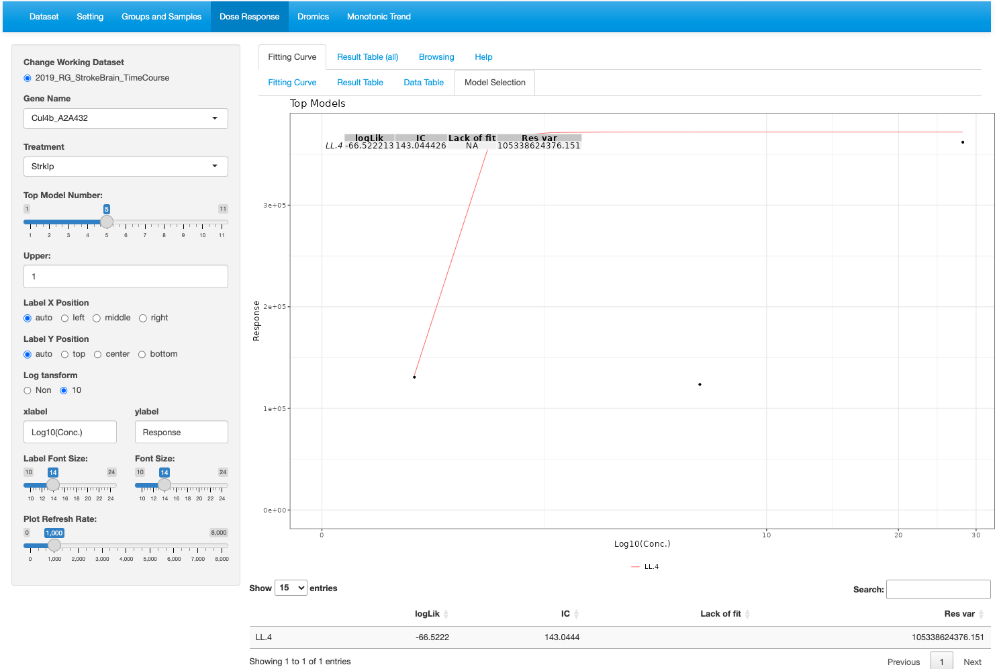 Dataset Setting Groups and Samples Dose Response Dromics Monotonic Trend
Change Working Dataset
2019_RG_StrokeBrain_TimeCourse
Gene Name
Cul4b_A2A432
Treatment
Strklp
Top Model Number:
1 5 11
1 2 3 4 5 6 7 8 9 10 11
Upper:
1
Label X Position
auto left middle right
Label Y Position
auto top center bottom
Log tansform
Non 10
xlabel ylabel
Log10(Conc.) Response
Label Font Size: Font Size:
10 14 24 10 14 24
10 12 14 16 18 20 22 24 10 12 14 16 18 20 22 24
Plot Refresh Rate:
0 1,000 8,000
0 1,000 2,000 3,000 4,000 5,000 6,000 7,000 8,000
Fitting Curve Result Table (all) Browsing Help
Fitting Curve Result Table Data Table Model Selection
Top Models
logLik IC Lack of fit Res var
LL.4 -66.522213 143.044426 NA 105338624376.151
3e+05
2e+05
1e+05
0e+00
Response
0 10 20 30
Log10(Conc.)
LL.4
Show 15 entries Search:
logLik IC Lack of fit Res var
LL.4 -66.5222 143.0444 105338624376.151
Showing 1 to 1 of 1 entries Previous 1 Next